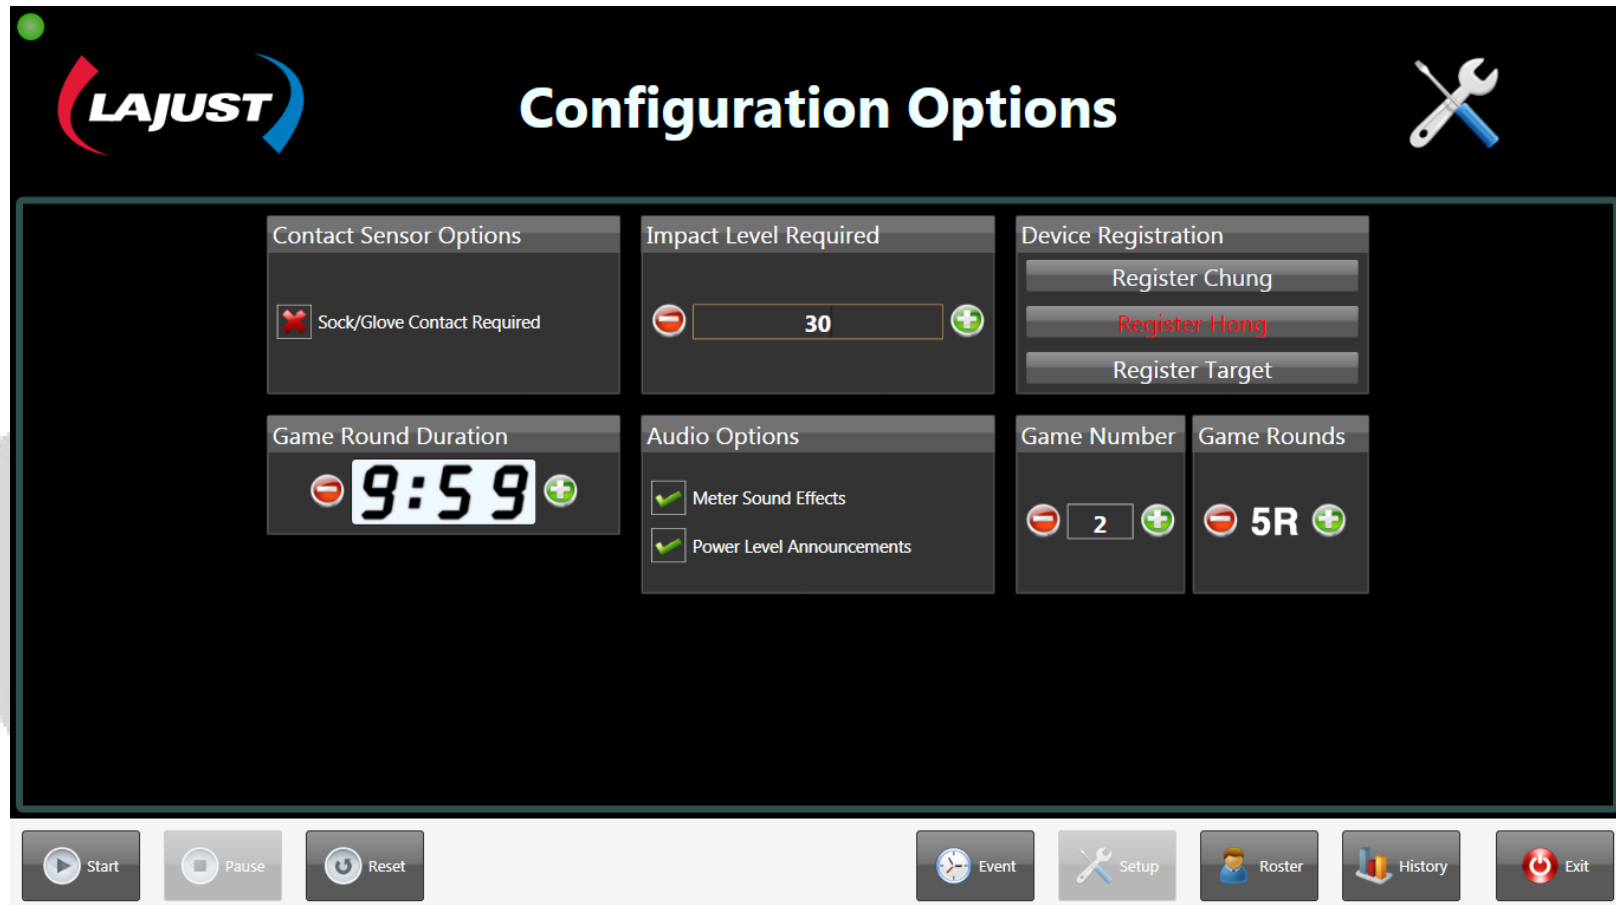 LAJUST
Configuration Options
Contact Sensor Options
Sock/Glove Contact Required
Impact Level Required
30
Device Registration
Register Chung
Register Hong
Register Target
Game Round Duration
9:59
Audio Options
Meter Sound Effects
Power Level Announcements
Game Number
2
Game Rounds
5R
Start
Pause
Reset
Event
Setup
Roster
History
Exit